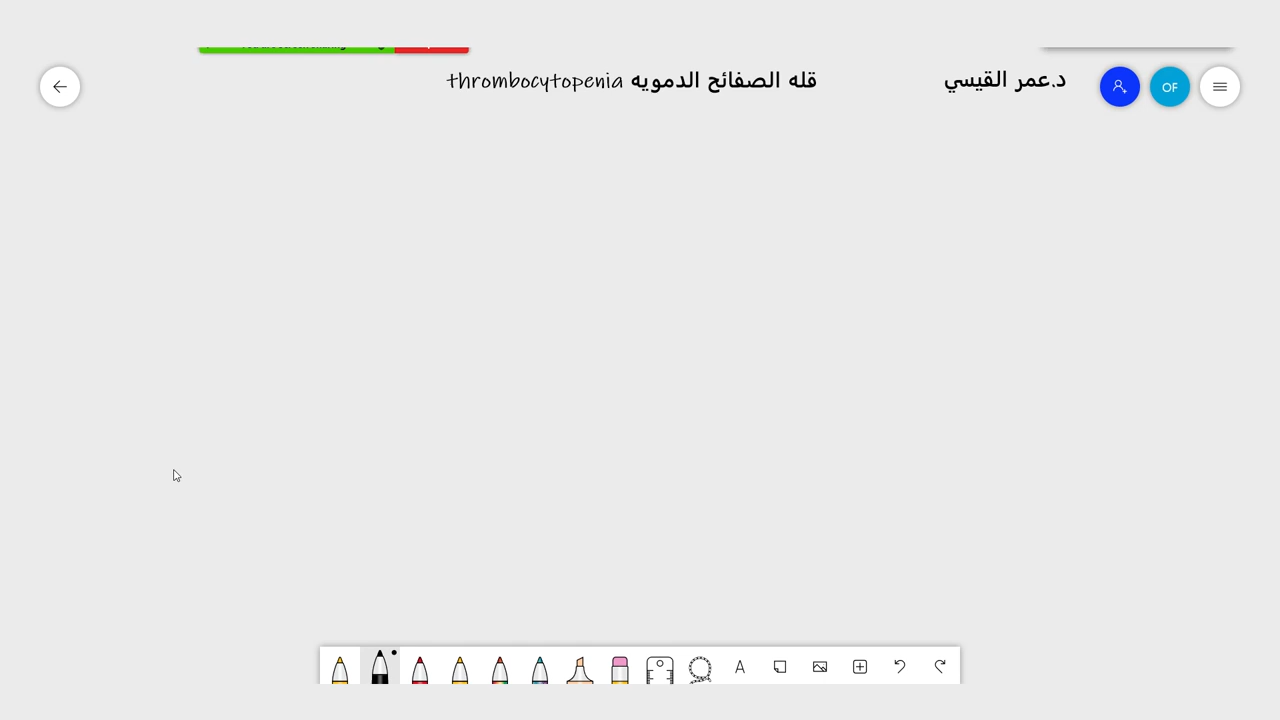 thrombocytopenia قله الصفائح الدمويه
د.عمر القيسي
OF
A